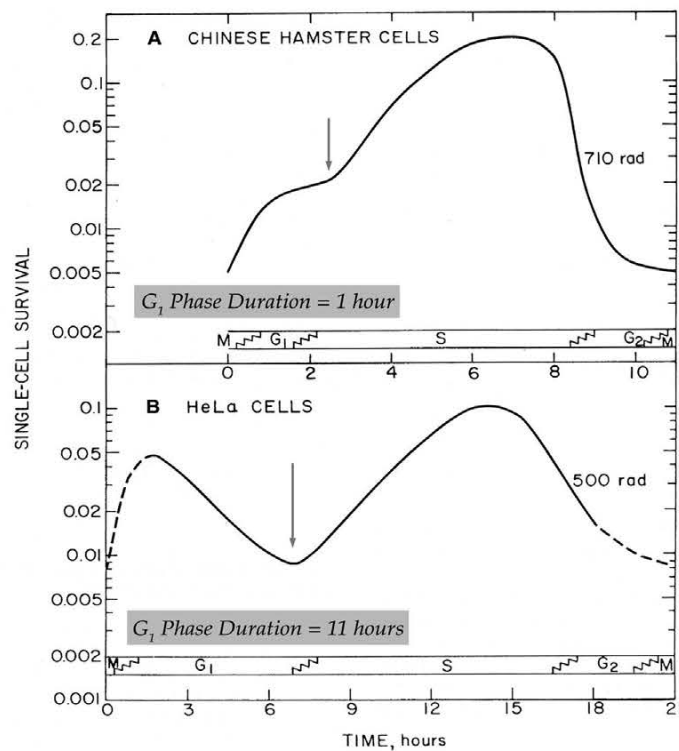 A CHINESE HAMSTER CELLS
0.2
0.1
0.05
0.02
0.01
0.005
0.002
710 rad
G1 Phase Duration = 1 hour
M G1 S G2 M
0 2 4 6 8 10
SINGLE-CELL SURVIVAL
B HeLa CELLS
0.1
0.05
0.02
0.01
0.005
0.002
0.001
500 rad
G1 Phase Duration = 11 hours
M G1 S G2 M
0 3 6 9 12 15 18 2
TIME, hours